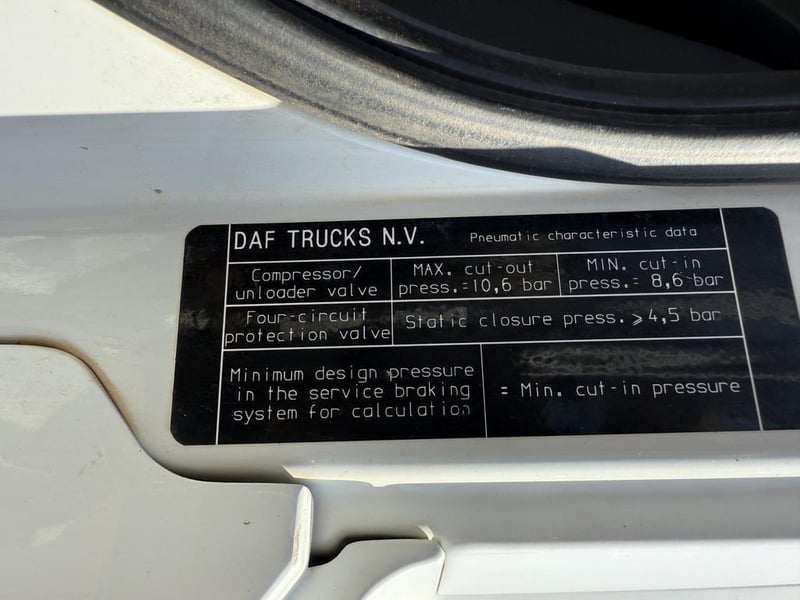 DAF TRUCKS N.V. Pneumatic characteristic data
Compressor/
unloader valve
MAX. cut-out
press.=10,6 bar
MIN. cut-in
press.= 8,6 bar
Four-circuit
protection valve
Static closure press. ⩾ 4,5 bar
Minimum design pressure
in the service braking
system for calculation
= Min. cut-in pressure